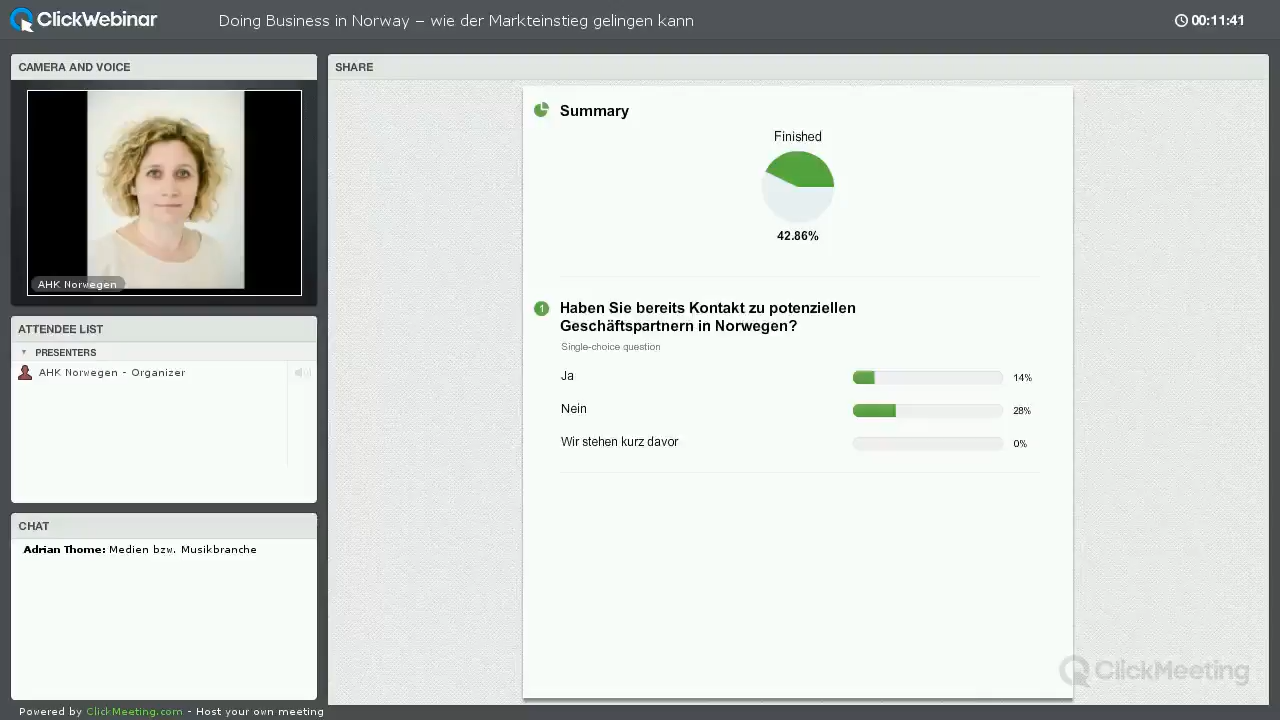 ClickWebinar
Doing Business in Norway – wie der Markteinstieg gelingen kann
00:11:41
CAMERA AND VOICE
AHK Norwegen
ATTENDEE LIST
PRESENTERS
AHK Norwegen - Organizer
CHAT
Adrian Thome: Medien bzw. Musikbranche
SHARE
Summary
Finished
42.86%
1
Haben Sie bereits Kontakt zu potenziellen
Geschäftspartnern in Norwegen?
Single-choice question
Ja 14%
Nein 28%
Wir stehen kurz davor 0%
ClickMeeting
Powered by ClickMeeting.com - Host your own meeting